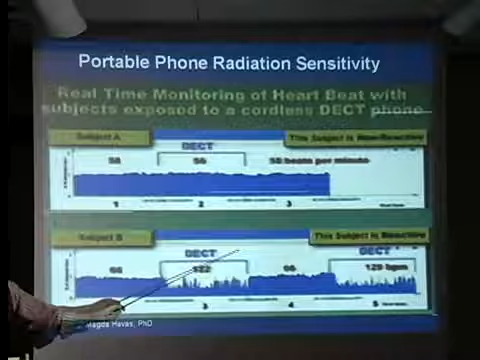 Portable Phone Radiation Sensitivity
Real Time Monitoring of Heart Beat with
subjects exposed to a cordless DECT phone
Subject A
DECT
This Subject is Non-Reactive
58
56
58 beats per minute
1
2
3
Subject B
DECT
This Subject is Reactive
DECT
66
122
66
129 bpm
3
4
5
Magda Havas, PhD